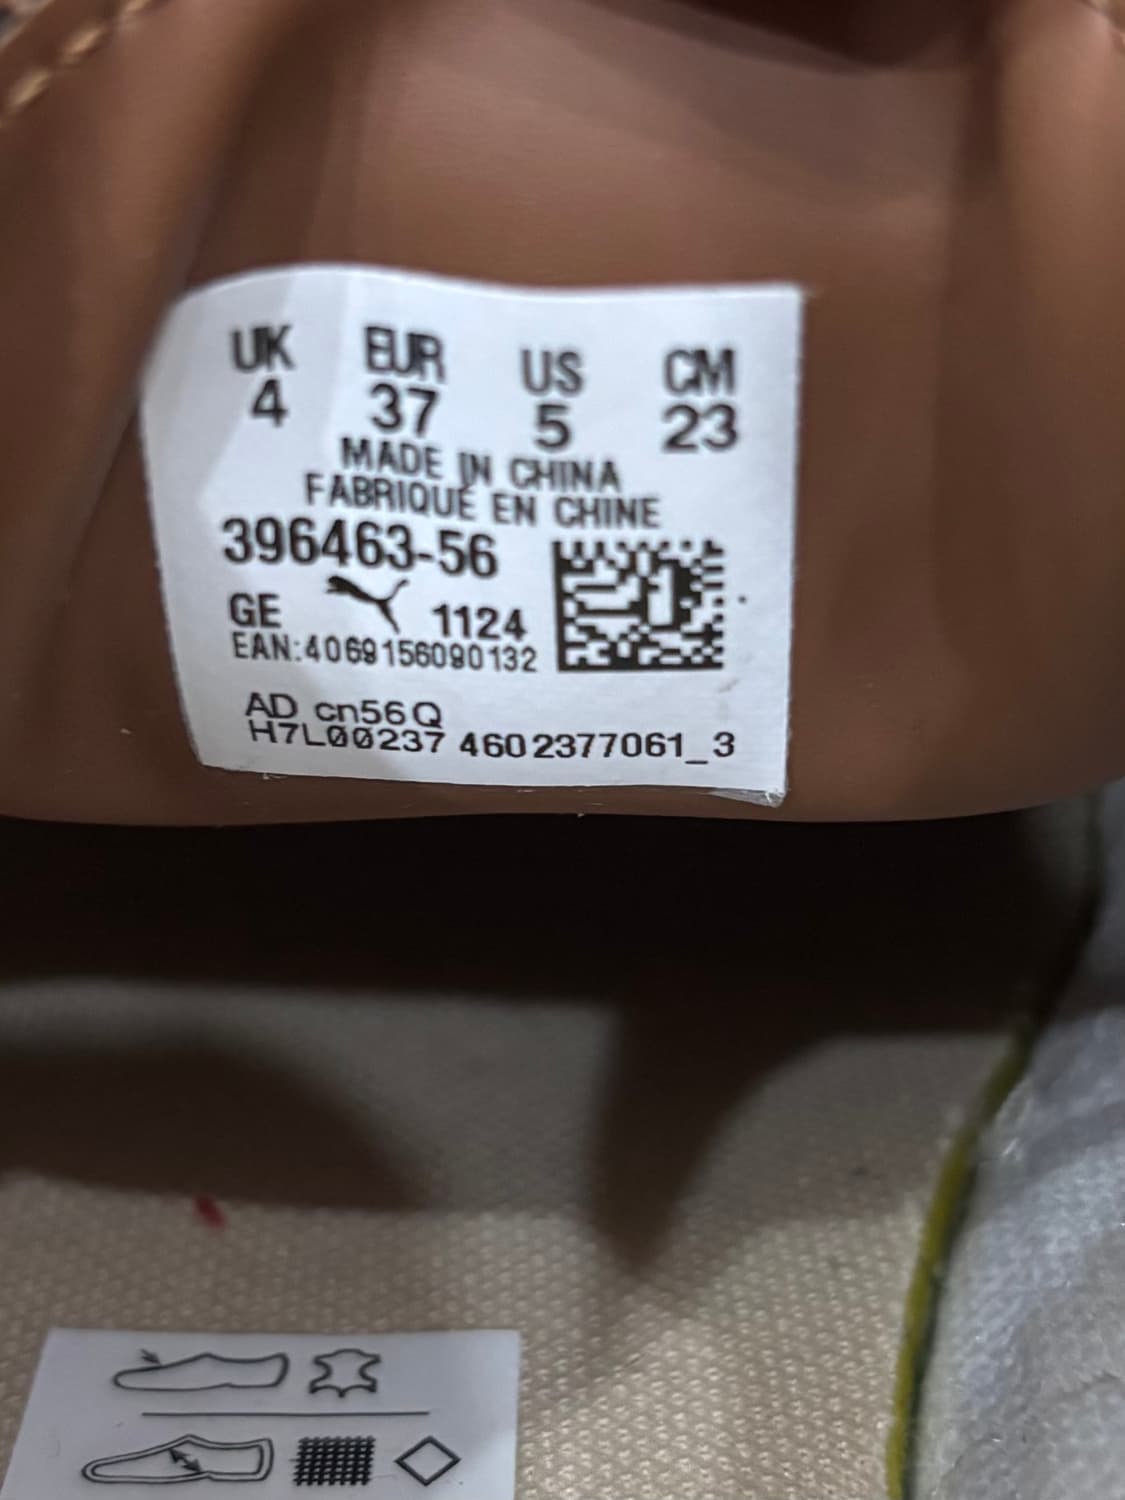 UK EUR US CM
4 37 5 23
MADE IN CHINA
FABRIQUÉ EN CHINE
396463-56
GE 1124
EAN:4069156090132
AD cn56Q
H7L00237 4602377061_3